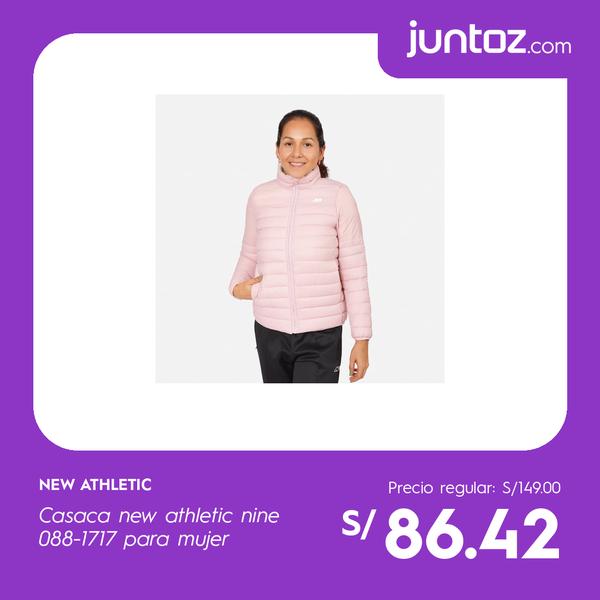 juntoz.com
NEW ATHLETIC
Casaca new athletic nine
088-1717 para mujer
Precio regular: S/149.00
S/ 86.42